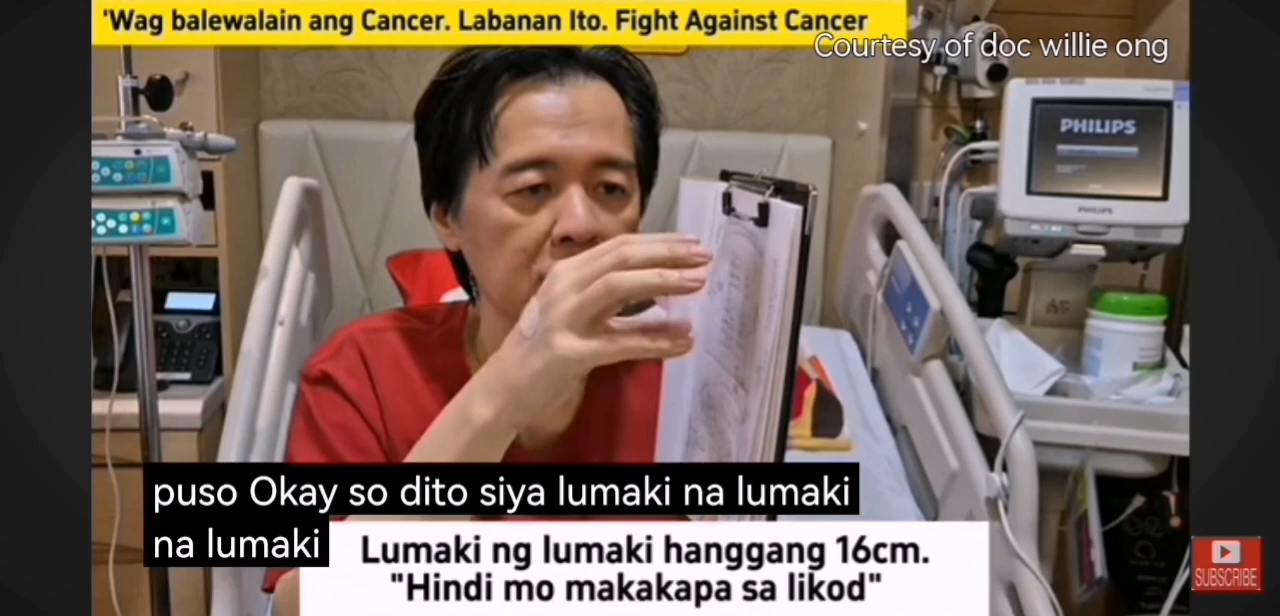 'Wag balewalain ang Cancer. Labanan Ito. Fight Against Cancer
Courtesy of doc willie ong
PHILIPS
PHILIPS
puso Okay so dito siya lumaki na lumaki
na lumaki
Lumaki ng lumaki hanggang 16cm.
"Hindi mo makakapa sa likod"
SUBSCRIBE